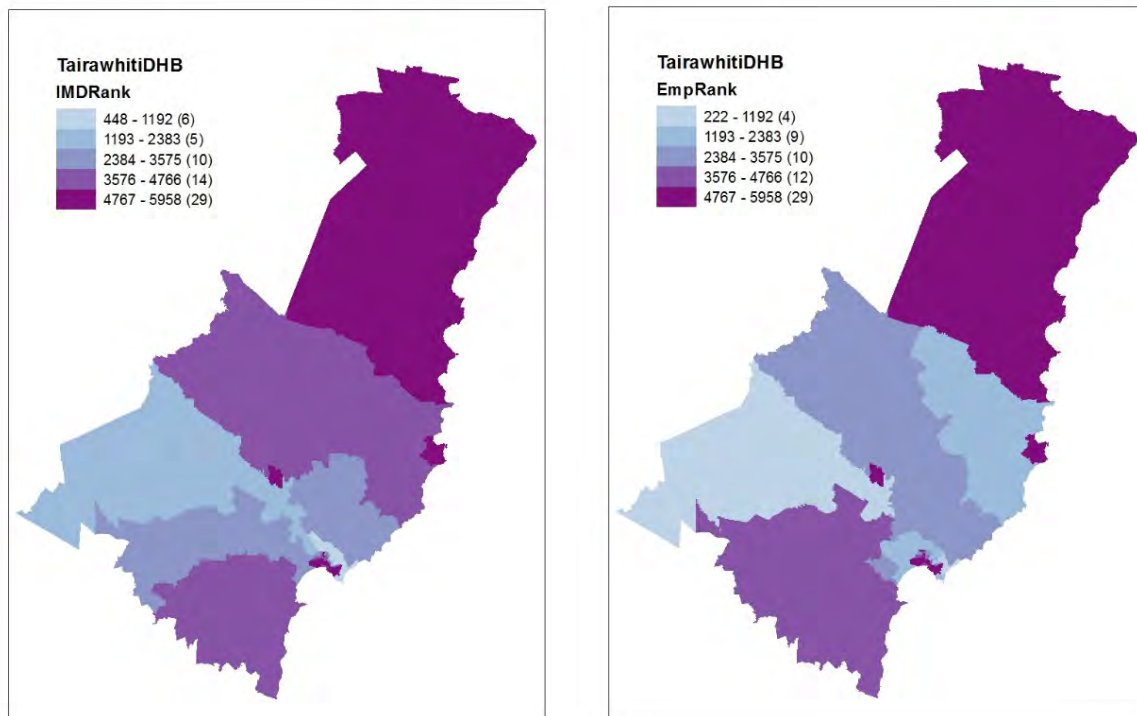 TairawhitiDHB
IMDRank
448 - 1192 (6)
1193 - 2383 (5)
2384 - 3575 (10)
3576 - 4766 (14)
4767 - 5958 (29)
TairawhitiDHB
EmpRank
222 - 1192 (4)
1193 - 2383 (9)
2384 - 3575 (10)
3576 - 4766 (12)
4767 - 5958 (29)